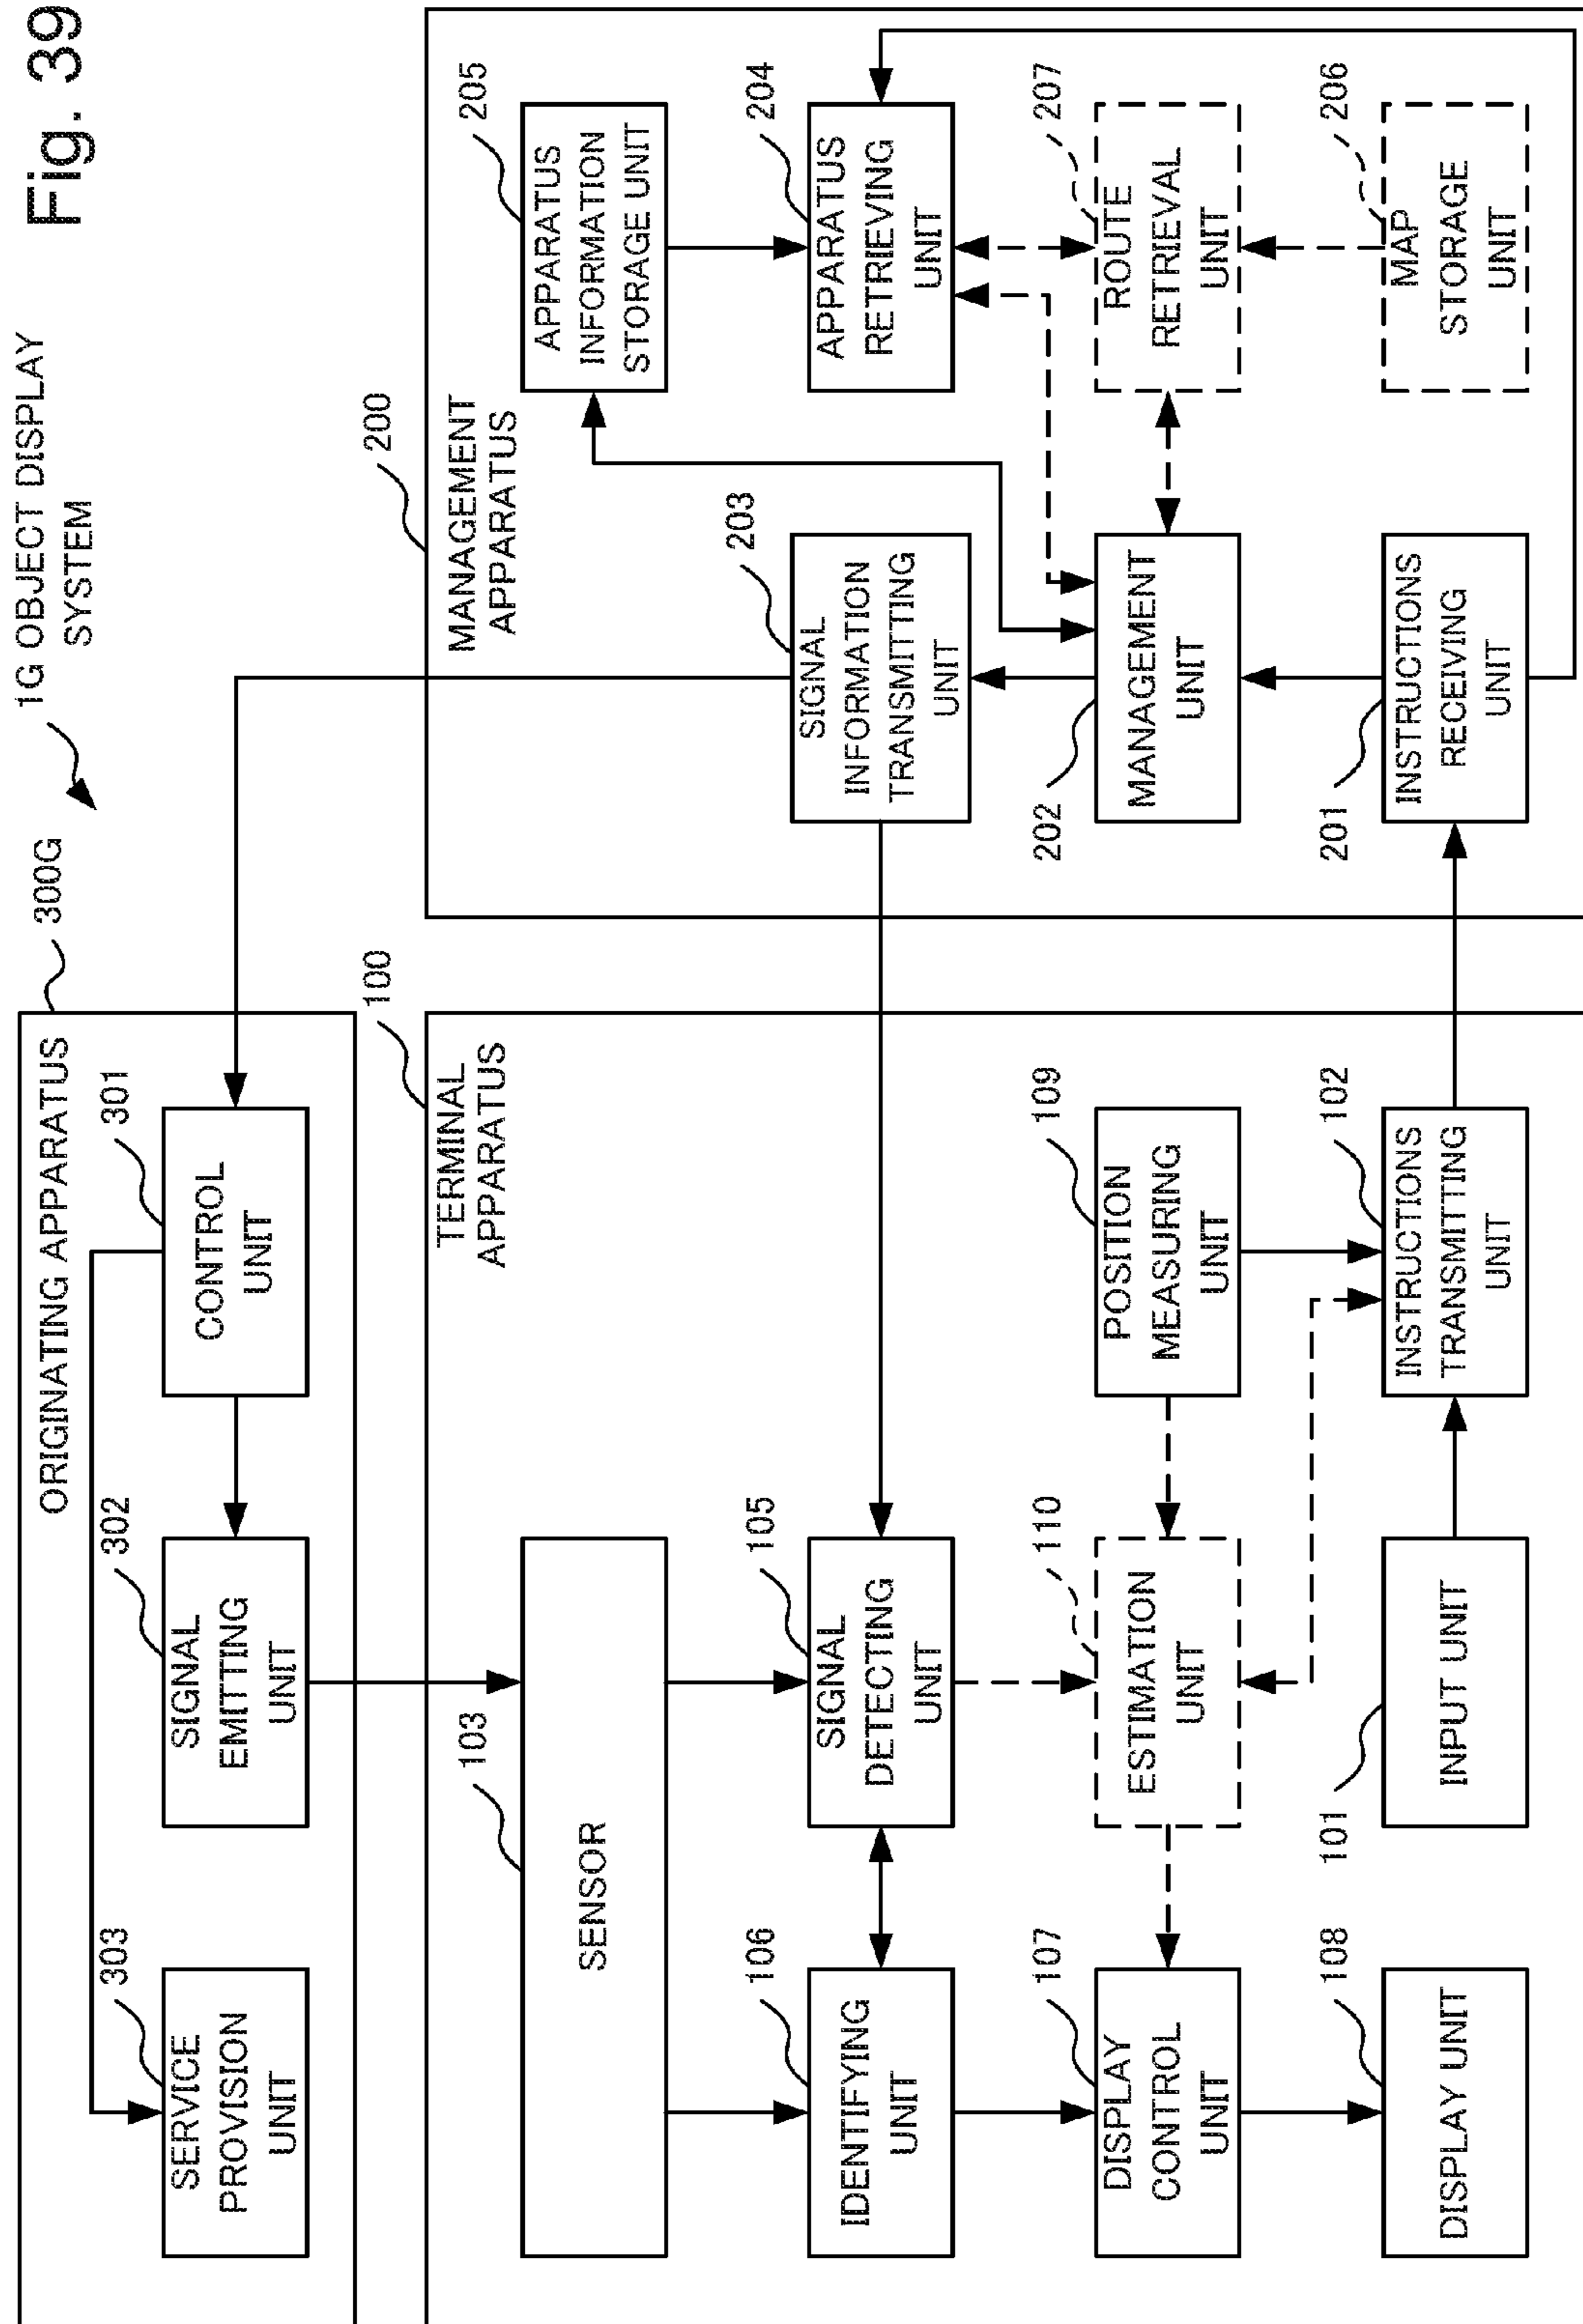 Fig. 39
1G OBJECT DISPLAY
SYSTEM
300G
ORIGINATING APPARATUS
303
SERVICE
PROVISION
UNIT
302
SIGNAL
EMITTING
UNIT
301
CONTROL
UNIT
100
TERMINAL
APPARATUS
103
SENSOR
106
IDENTIFYING
UNIT
105
SIGNAL
DETECTING
UNIT
107
DISPLAY
CONTROL
UNIT
110
ESTIMATION
UNIT
109
POSITION
MEASURING
UNIT
108
DISPLAY UNIT
101
INPUT UNIT
102
INSTRUCTIONS
TRANSMITTING
UNIT
200
MANAGEMENT
APPARATUS
203
SIGNAL
INFORMATION
TRANSMITTING
UNIT
205
APPARATUS
INFORMATION
STORAGE UNIT
204
APPARATUS
RETRIEVING
UNIT
202
MANAGEMENT
UNIT
207
ROUTE
RETRIEVAL
UNIT
201
INSTRUCTIONS
RECEIVING
UNIT
206
MAP
STORAGE
UNIT